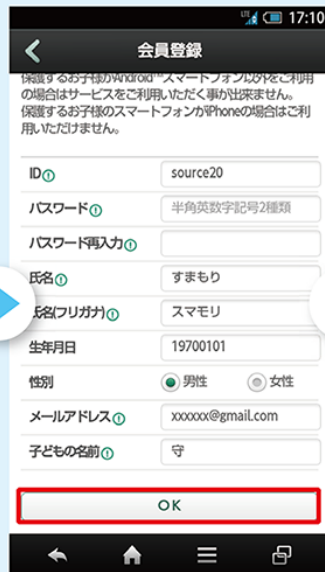 LTE 17:10
会員登録
保護するお子様がAndroid™スマートフォン以外をご利用
の場合はサービスをご利用いただく事が出来ません。
保護するお子様のスマートフォンがiPhoneの場合はご利
用いただけません。
ID source20
パスワード 半角英数字記号2種類
パスワード再入力
氏名 すまもり
氏名(フリガナ) スマモリ
生年月日 19700101
性別 男性 女性
メールアドレス xxxxxx@gmail.com
子どもの名前 守
OK